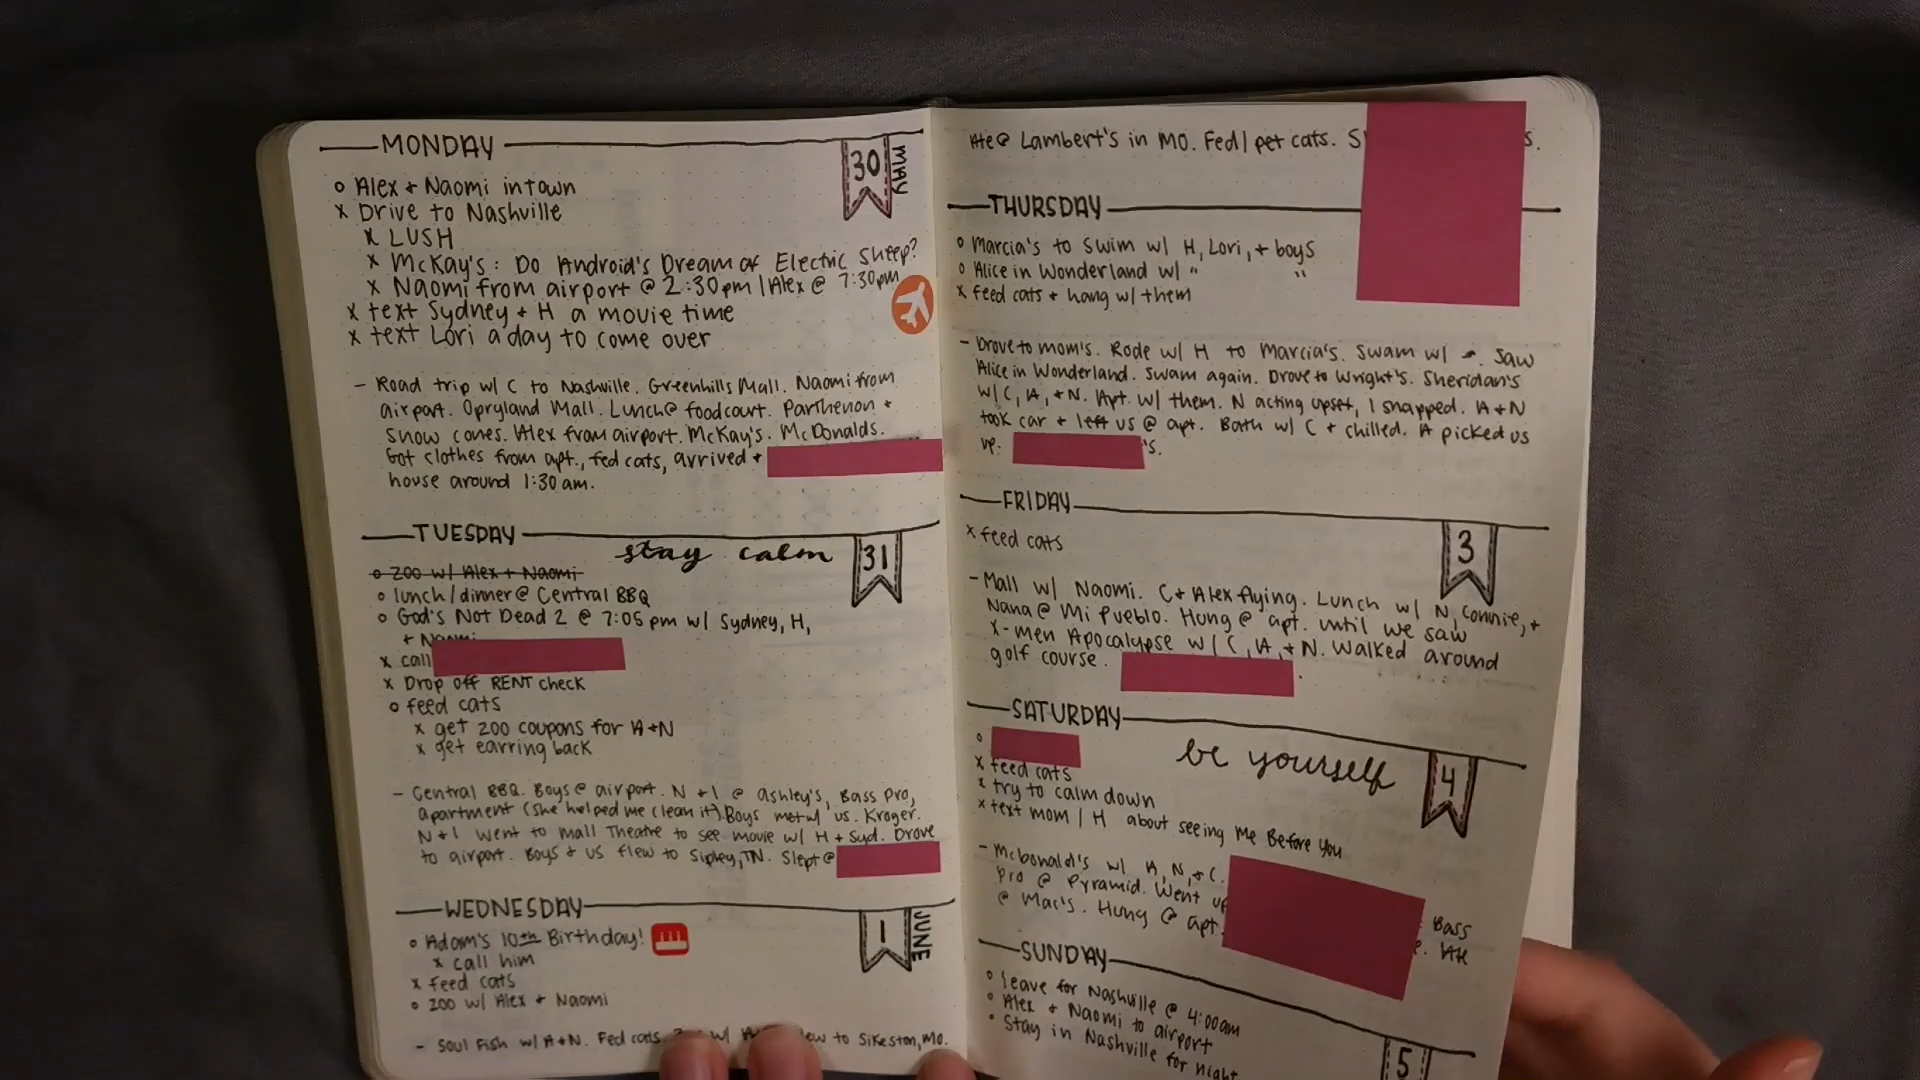 MONDAY
30
MAY
o Alex + Naomi in town
x Drive to Nashville
x LUSH
x McKay's: Do Android's Dream of Electric Sheep?
x Naomi from airport @ 2:30pm | Alex @ 7:30pm
x text Sydney + H a movie time
x text Lori a day to come over
- Road trip w/ C to Nashville. Greenhills Mall. Naomi from
airport. Opryland Mall. Lunch @ foodcourt. Parthenon +
Snow cones. Alex from airport. McKay's. McDonalds.
Got clothes from apt., fed cats, arrived +
house around 1:30 am.
TUESDAY
stay calm
31
o ZOO w/ Alex + Naomi
o lunch/dinner @ Central BBQ
o God's Not Dead 2 @ 7:05 pm w/ Sydney, H,
+ Naomi
x call
x Drop off RENT check
o feed cats
x get ZOO coupons for A+N
x get earring back
- Central BBQ. Boys @ airport. N + I @ Ashley's, Bass Pro,
apartment (she helped me clean it). Boys met w/ us. Kroger.
N + I went to mall Theatre to see movie w/ H + Syd. Drove
to airport. Boys + us flew to Sipley, TN. Slept @
WEDNESDAY
1
JUNE
o Adam's 10th Birthday!
x call him
x feed cats
o ZOO w/ Alex + Naomi
- Soul Fish w/ A+N. Fed cats. w/ flew to Sikeston, MO.
Ate @ Lambert's in MO. Fed/pet cats. S s.
THURSDAY
o Marcia's to swim w/ H, Lori, + boys
o Alice in Wonderland w/ " "
x feed cats + hang w/ them
- Drove to mom's. Rode w/ H to Marcia's. Swam w/ Saw
Alice in Wonderland. Swam again. Drove to Wright's. Sheridan's
w/ C, A, + N. Apt. w/ them. N acting upset, I snapped. A + N
took car + left us @ apt. Bath w/ C + chilled. A picked us
up. 's.
FRIDAY
3
x feed cats
- Mall w/ Naomi. C + Alex flying. Lunch w/ N, Connie, +
Nana @ Mi Pueblo. Hung @ apt. until we saw
X-men Apocalypse w/ C, A, + N. Walked around
golf course.
SATURDAY
be yourself
4
o
x feed cats
x try to calm down
x text mom / H about seeing Me Before You
- McDonald's w/ A, N, + C. Bass
Pro @ Pyramid. Went up
@ Mac's. Hung @ apt.
SUNDAY
5
o leave for Nashville @ 4:00am
o Alex + Naomi to airport
o Stay in Nashville for night